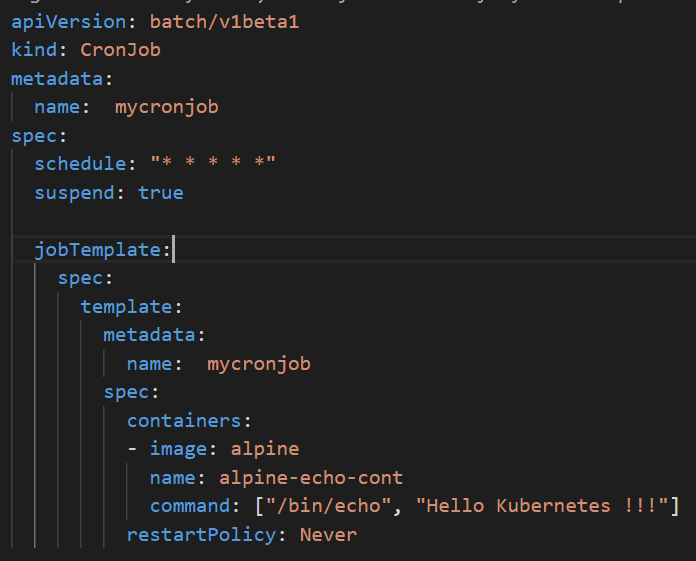 apiVersion: batch/v1beta1
kind: CronJob
metadata:
  name:  mycronjob
spec:
  schedule: "* * * * *"
  suspend: true

  jobTemplate:
    spec:
      template:
        metadata:
          name:  mycronjob
        spec:
          containers:
          - image: alpine
            name: alpine-echo-cont
            command: ["/bin/echo", "Hello Kubernetes !!!"]
          restartPolicy: Never